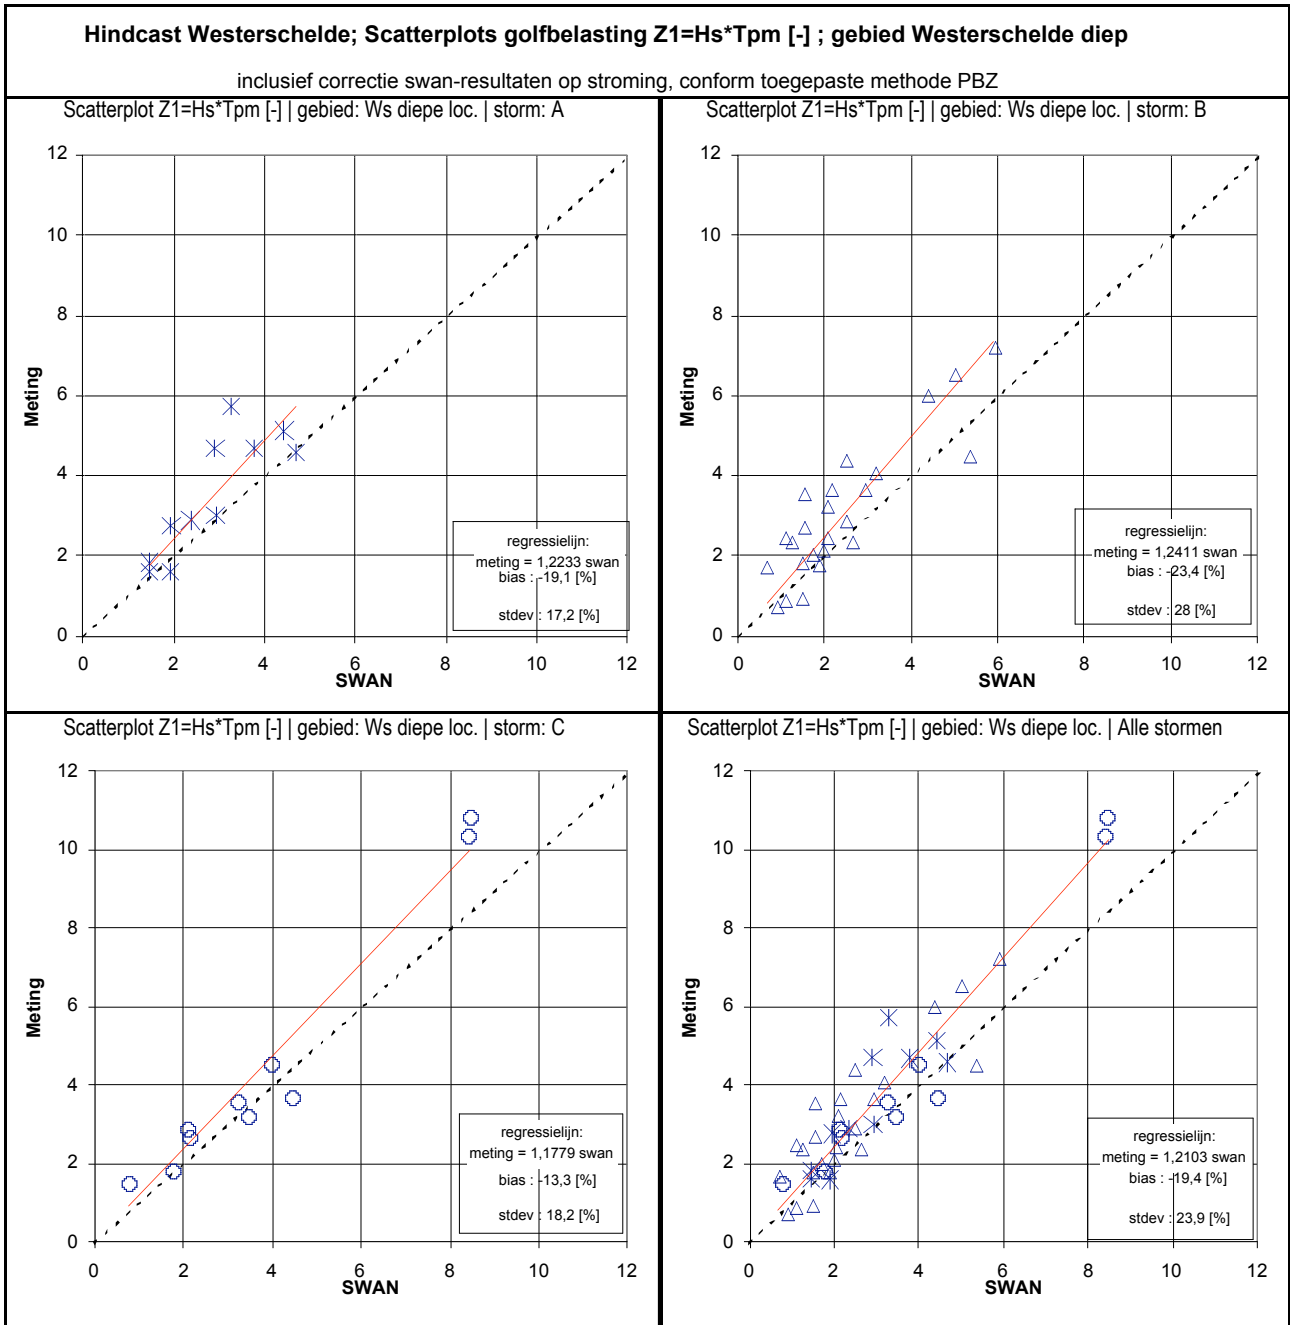 Hindcast Westerschelde; Scatterplots golfbelasting Z1=Hs*Tpm [-] ; gebied Westerschelde diep
inclusief correctie swan-resultaten op stroming, conform toegepaste methode PBZ
Scatterplot Z1=Hs*Tpm [-] | gebied: Ws diepe loc. | storm: A
12
10
8
6
4
2
0
Meting
0 2 4 6 8 10 12
SWAN
regressielijn:
meting = 1,2233 swan
bias : -19,1 [%]
stdev : 17,2 [%]
Scatterplot Z1=Hs*Tpm [-] | gebied: Ws diepe loc. | storm: B
12
10
8
6
4
2
0
Meting
0 2 4 6 8 10 12
SWAN
regressielijn:
meting = 1,2411 swan
bias : -23,4 [%]
stdev : 28 [%]
Scatterplot Z1=Hs*Tpm [-] | gebied: Ws diepe loc. | storm: C
12
10
8
6
4
2
0
Meting
0 2 4 6 8 10 12
SWAN
regressielijn:
meting = 1,1779 swan
bias : -13,3 [%]
stdev : 18,2 [%]
Scatterplot Z1=Hs*Tpm [-] | gebied: Ws diepe loc. | Alle stormen
12
10
8
6
4
2
0
Meting
0 2 4 6 8 10 12
SWAN
regressielijn:
meting = 1,2103 swan
bias : -19,4 [%]
stdev : 23,9 [%]